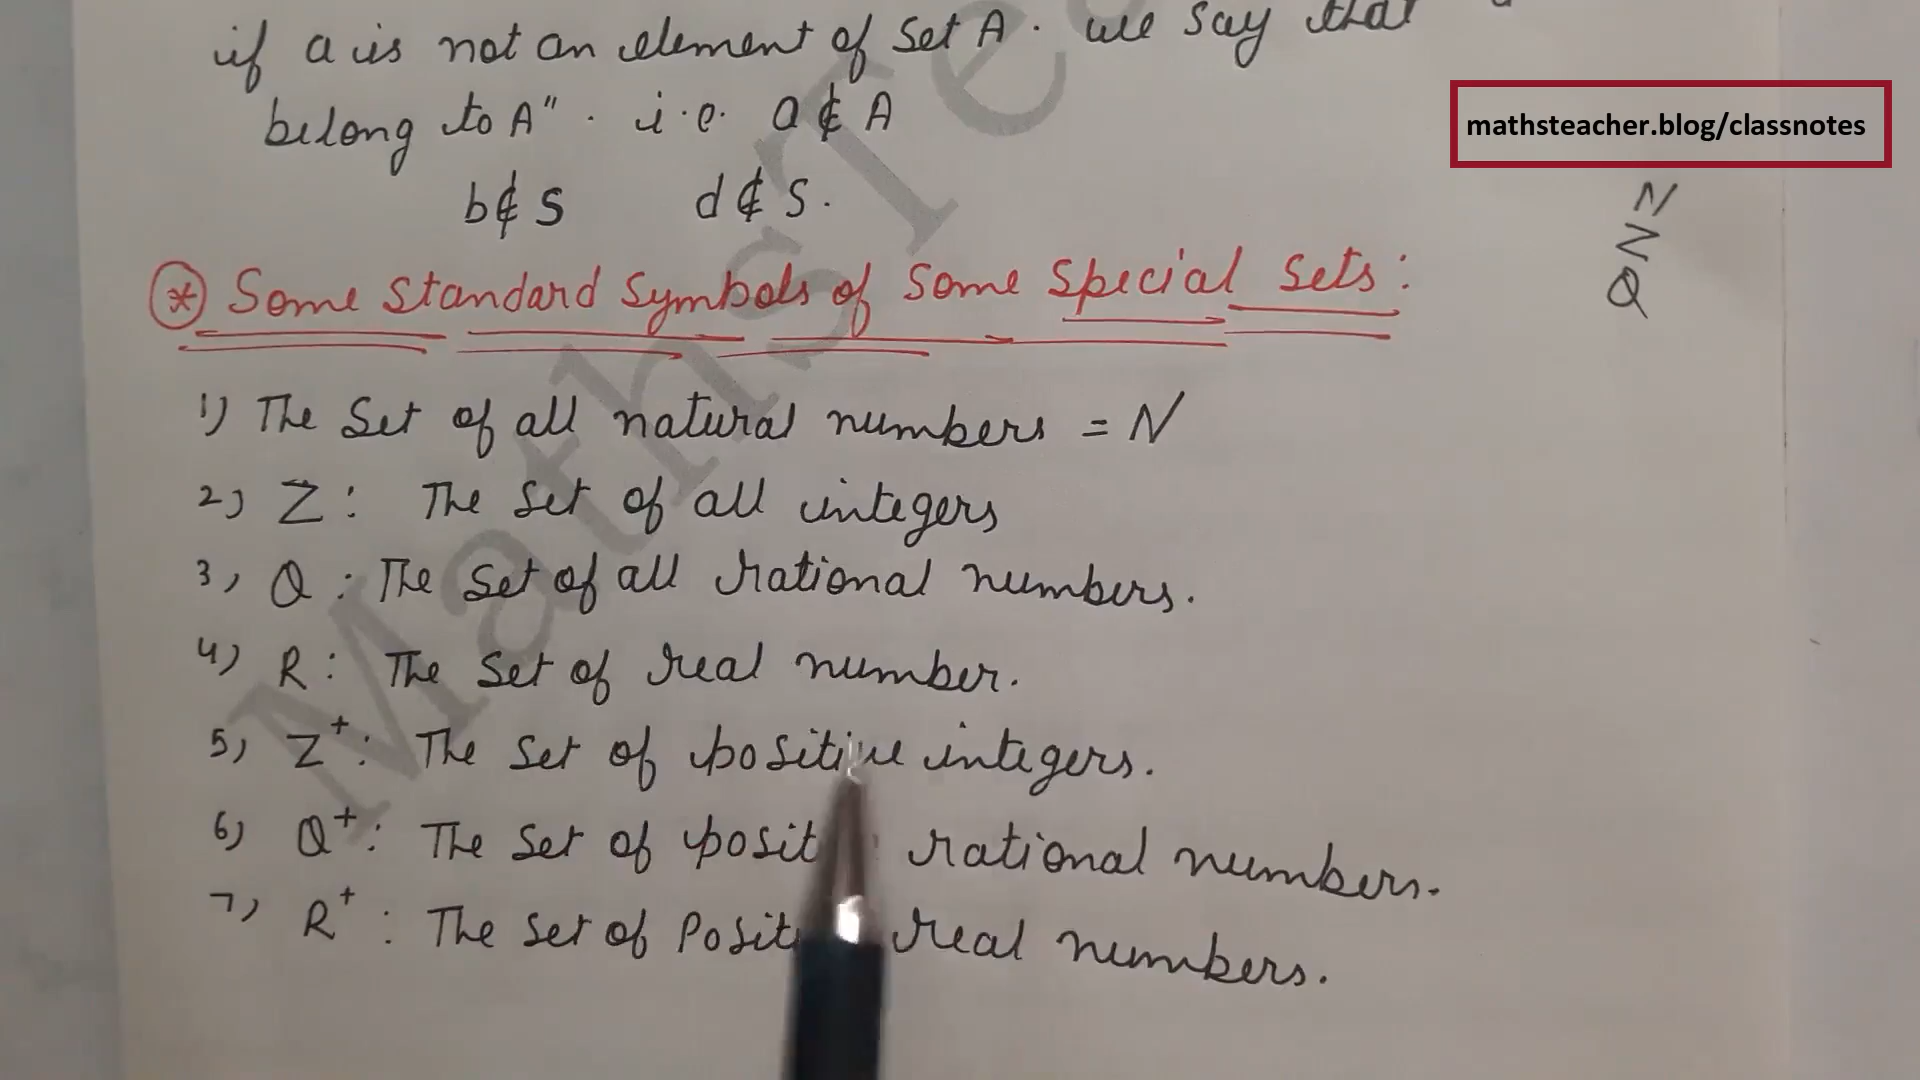 if a is not an element of Set A. we say that
belong to A" . i.e. a ∉ A
b ∉ S d ∉ S.
mathsteacher.blog/classnotes
N
Z
Q
* Some Standard Symbols of Some Special Sets:
1) The Set of all natural numbers = N
2) Z: The Set of all integers
3) Q: The Set of all rational numbers.
4) R: The Set of real number.
5) Z+: The Set of positive integers.
6) Q+: The Set of posit rational numbers.
7) R+: The Set of Posit real numbers.
MathsTe